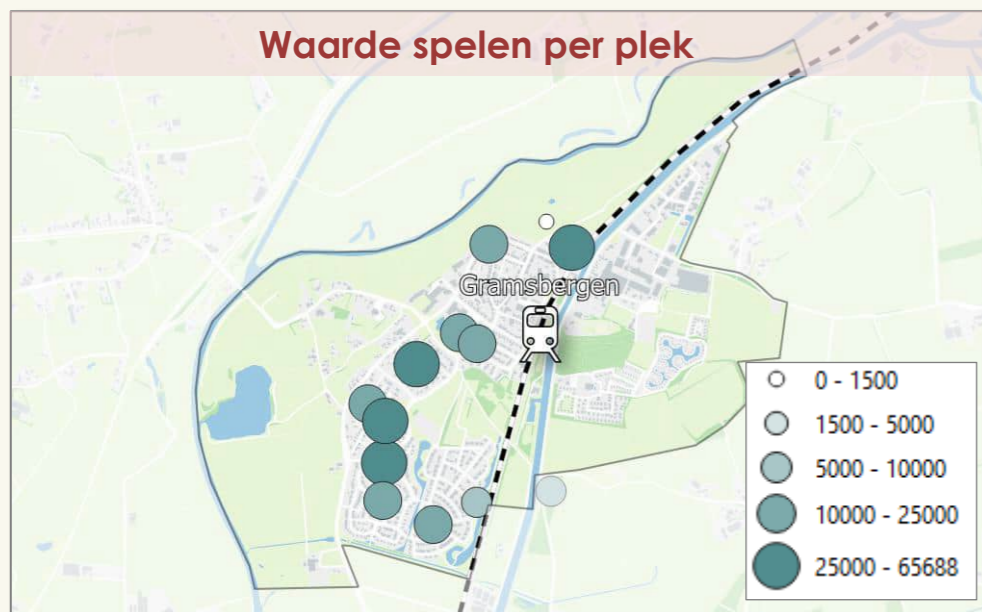 Waarde spelen per plek
Gramsbergen
0 - 1500
1500 - 5000
5000 - 10000
10000 - 25000
25000 - 65688